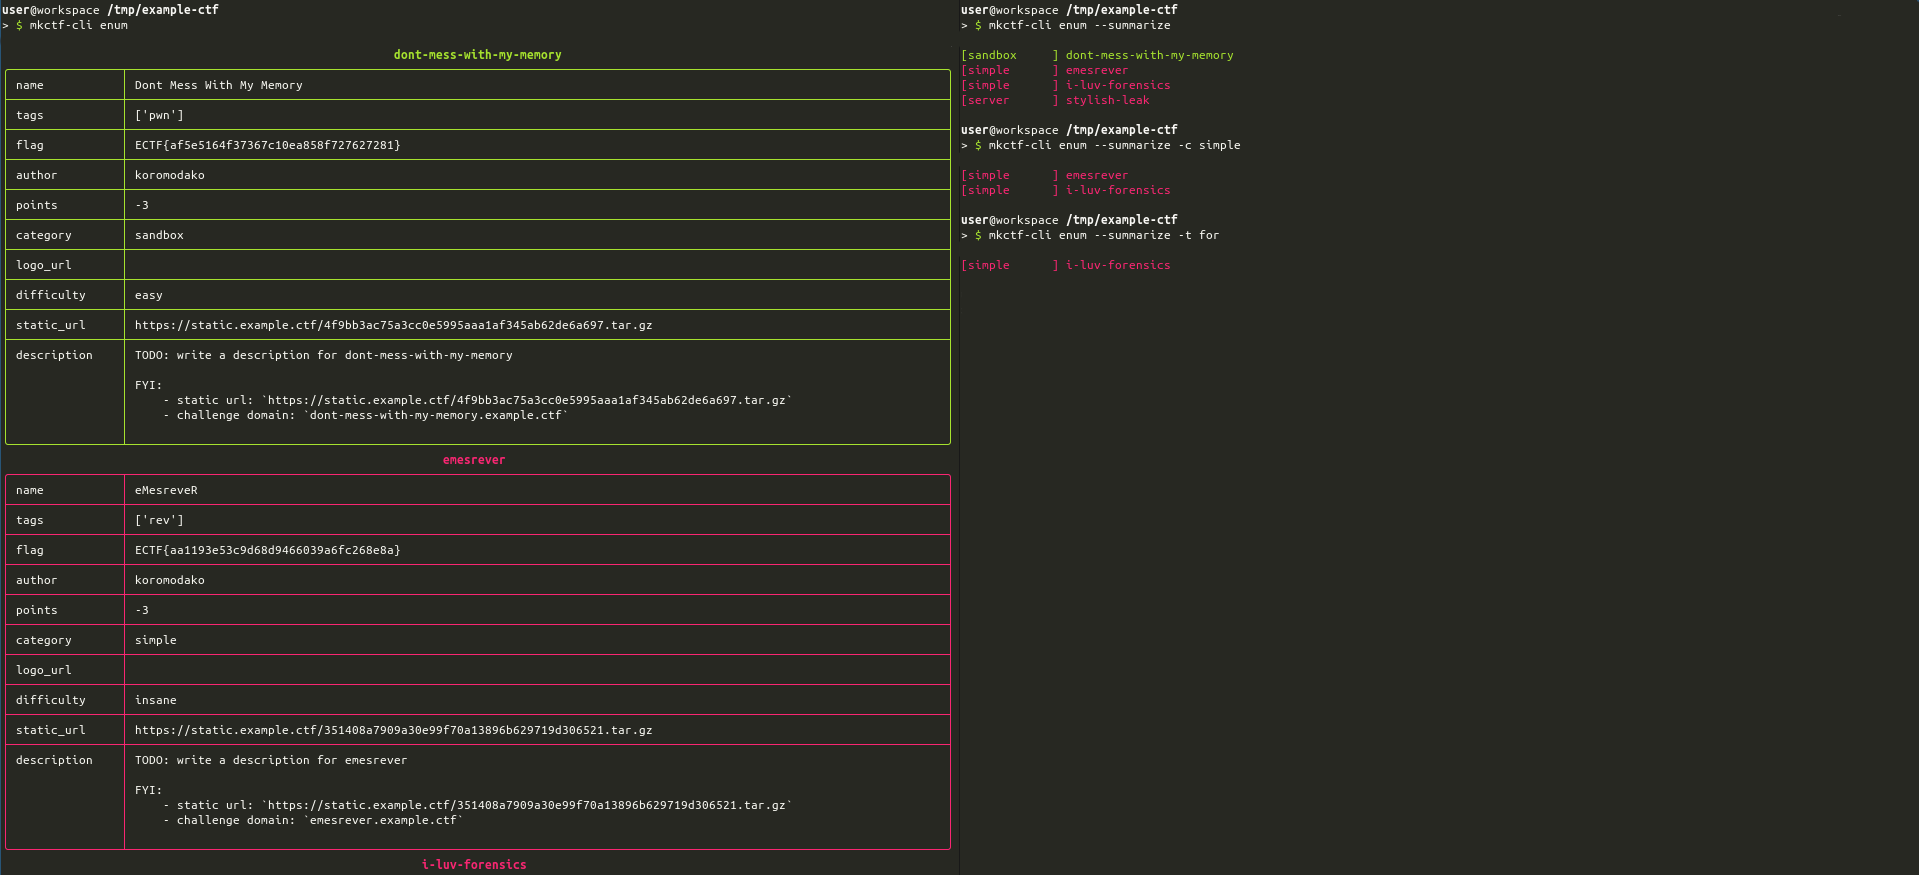 user@workspace /tmp/example-ctf
> $ mkctf-cli enum
dont-mess-with-my-memory
name Dont Mess With My Memory
tags ['pwn']
flag ECTF{af5e5164f37367c10ea858f727627281}
author koromodako
points -3
category sandbox
logo_url
difficulty easy
static_url https://static.example.ctf/4f9bb3ac75a3cc0e5995aaa1af345ab62de6a697.tar.gz
description TODO: write a description for dont-mess-with-my-memory
FYI:
- static url: `https://static.example.ctf/4f9bb3ac75a3cc0e5995aaa1af345ab62de6a697.tar.gz`
- challenge domain: `dont-mess-with-my-memory.example.ctf`
emesrever
name eMesreveR
tags ['rev']
flag ECTF{aa1193e53c9d68d9466039a6fc268e8a}
author koromodako
points -3
category simple
logo_url
difficulty insane
static_url https://static.example.ctf/351408a7909a30e99f70a13896b629719d306521.tar.gz
description TODO: write a description for emesrever
FYI:
- static url: `https://static.example.ctf/351408a7909a30e99f70a13896b629719d306521.tar.gz`
- challenge domain: `emesrever.example.ctf`
i-luv-forensics
user@workspace /tmp/example-ctf
> $ mkctf-cli enum --summarize
[sandbox     ] dont-mess-with-my-memory
[simple      ] emesrever
[simple      ] i-luv-forensics
[server      ] stylish-leak
user@workspace /tmp/example-ctf
> $ mkctf-cli enum --summarize -c simple
[simple      ] emesrever
[simple      ] i-luv-forensics
user@workspace /tmp/example-ctf
> $ mkctf-cli enum --summarize -t for
[simple      ] i-luv-forensics